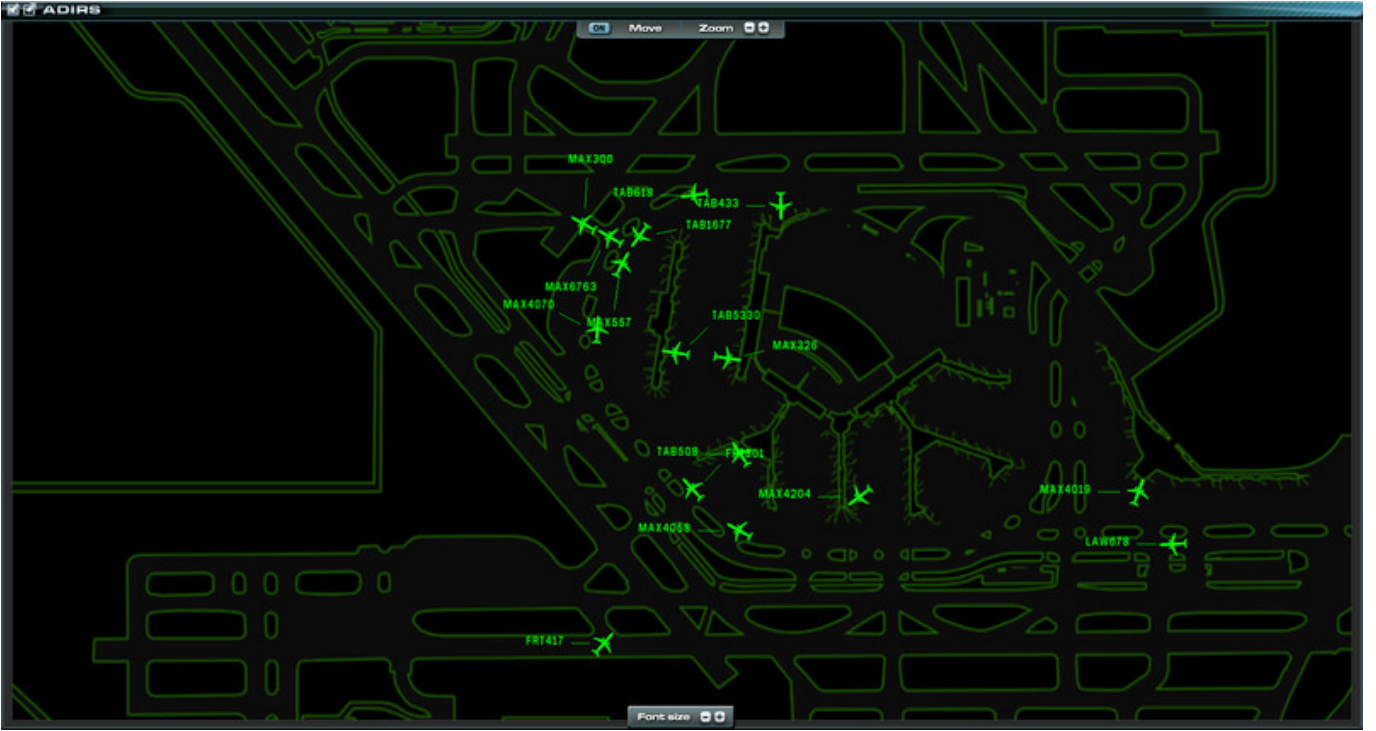 ADIRS
ON Move Zoom
MAX300
TAB618
TAB433
TAB1677
MAX6763
MAX4070
MAX557
TAB5330
MAX326
TAB508
MAX4204
MAX4019
MAX4058
LAW678
FRT417
Font size